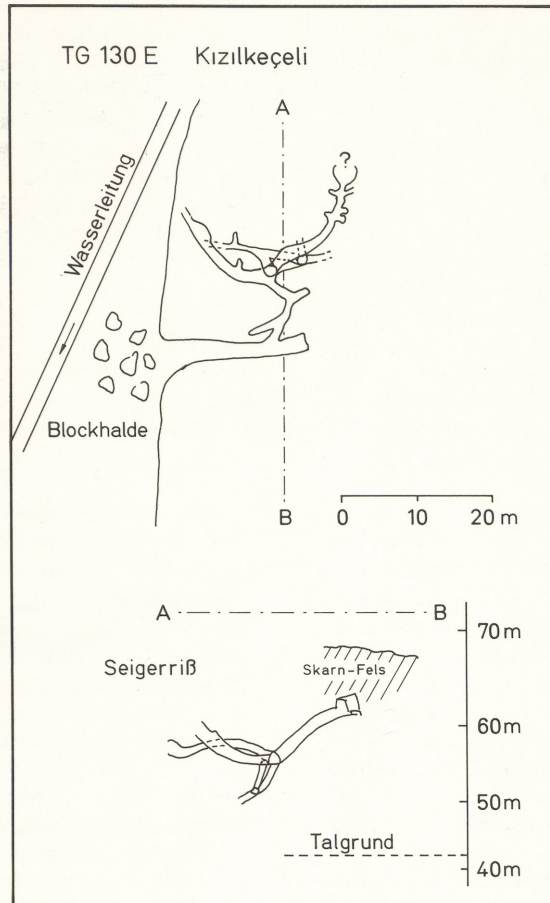 TG 130 E Kızılkeçeli
A
?
Wasserleitung
Blockhalde
B
0 10 20 m
A B
70 m
Seigerriß
Skarn-Fels
60 m
50 m
Talgrund
40 m